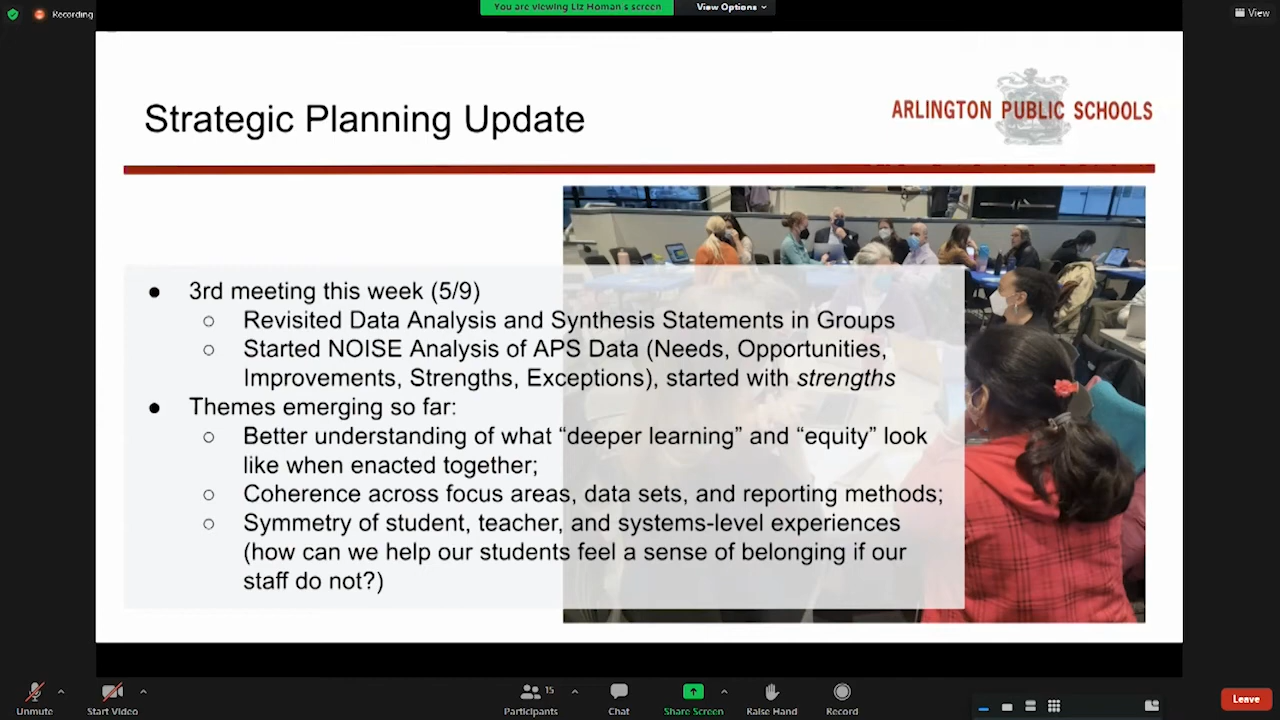 Recording
You are viewing Liz Homan's screen
View Options
View
Strategic Planning Update
ARLINGTON PUBLIC SCHOOLS
● 3rd meeting this week (5/9)
○ Revisited Data Analysis and Synthesis Statements in Groups
○ Started NOISE Analysis of APS Data (Needs, Opportunities,
Improvements, Strengths, Exceptions), started with strengths
● Themes emerging so far:
○ Better understanding of what “deeper learning” and “equity” look
like when enacted together;
○ Coherence across focus areas, data sets, and reporting methods;
○ Symmetry of student, teacher, and systems-level experiences
(how can we help our students feel a sense of belonging if our
staff do not?)
Unmute
Start Video
15
Participants
Chat
Share Screen
Raise Hand
Record
Leave